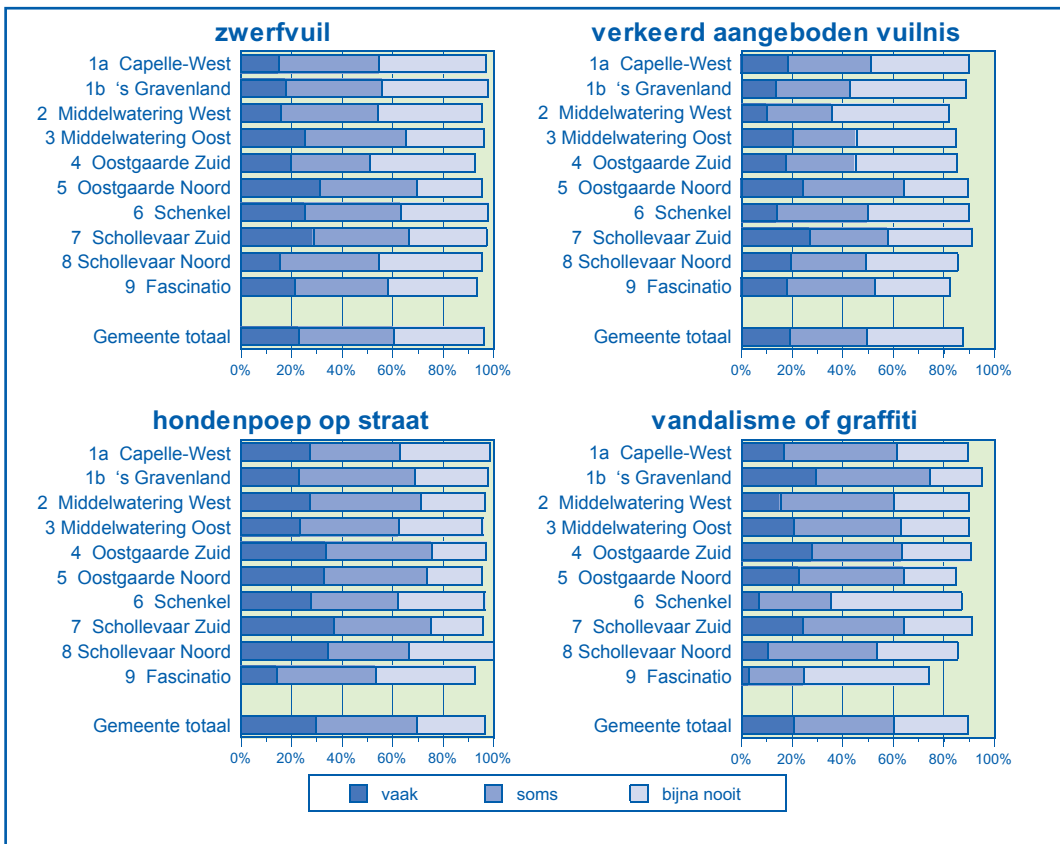 zwerfvuil
1a Capelle-West
1b ‘s Gravenland
2 Middelwatering West
3 Middelwatering Oost
4 Oostgaarde Zuid
5 Oostgaarde Noord
6 Schenkel
7 Schollevaar Zuid
8 Schollevaar Noord
9 Fascinatio
Gemeente totaal
0% 20% 40% 60% 80% 100%
verkeerd aangeboden vuilnis
1a Capelle-West
1b ‘s Gravenland
2 Middelwatering West
3 Middelwatering Oost
4 Oostgaarde Zuid
5 Oostgaarde Noord
6 Schenkel
7 Schollevaar Zuid
8 Schollevaar Noord
9 Fascinatio
Gemeente totaal
0% 20% 40% 60% 80% 100%
hondenpoep op straat
1a Capelle-West
1b ‘s Gravenland
2 Middelwatering West
3 Middelwatering Oost
4 Oostgaarde Zuid
5 Oostgaarde Noord
6 Schenkel
7 Schollevaar Zuid
8 Schollevaar Noord
9 Fascinatio
Gemeente totaal
0% 20% 40% 60% 80% 100%
vandalisme of graffiti
1a Capelle-West
1b ‘s Gravenland
2 Middelwatering West
3 Middelwatering Oost
4 Oostgaarde Zuid
5 Oostgaarde Noord
6 Schenkel
7 Schollevaar Zuid
8 Schollevaar Noord
9 Fascinatio
Gemeente totaal
0% 20% 40% 60% 80% 100%
vaak soms bijna nooit